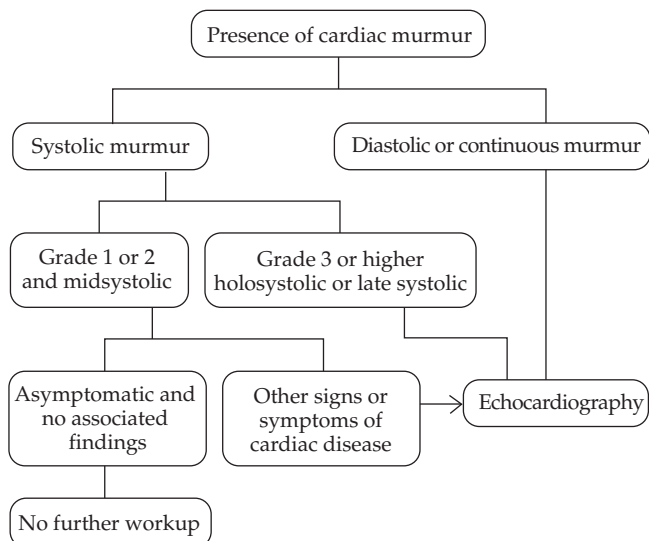 Presence of cardiac murmur
Systolic murmur
Diastolic or continuous murmur
Grade 1 or 2
and midsystolic
Grade 3 or higher
holosystolic or late systolic
Asymptomatic and
no associated
findings
Other signs or
symptoms of
cardiac disease
Echocardiography
No further workup